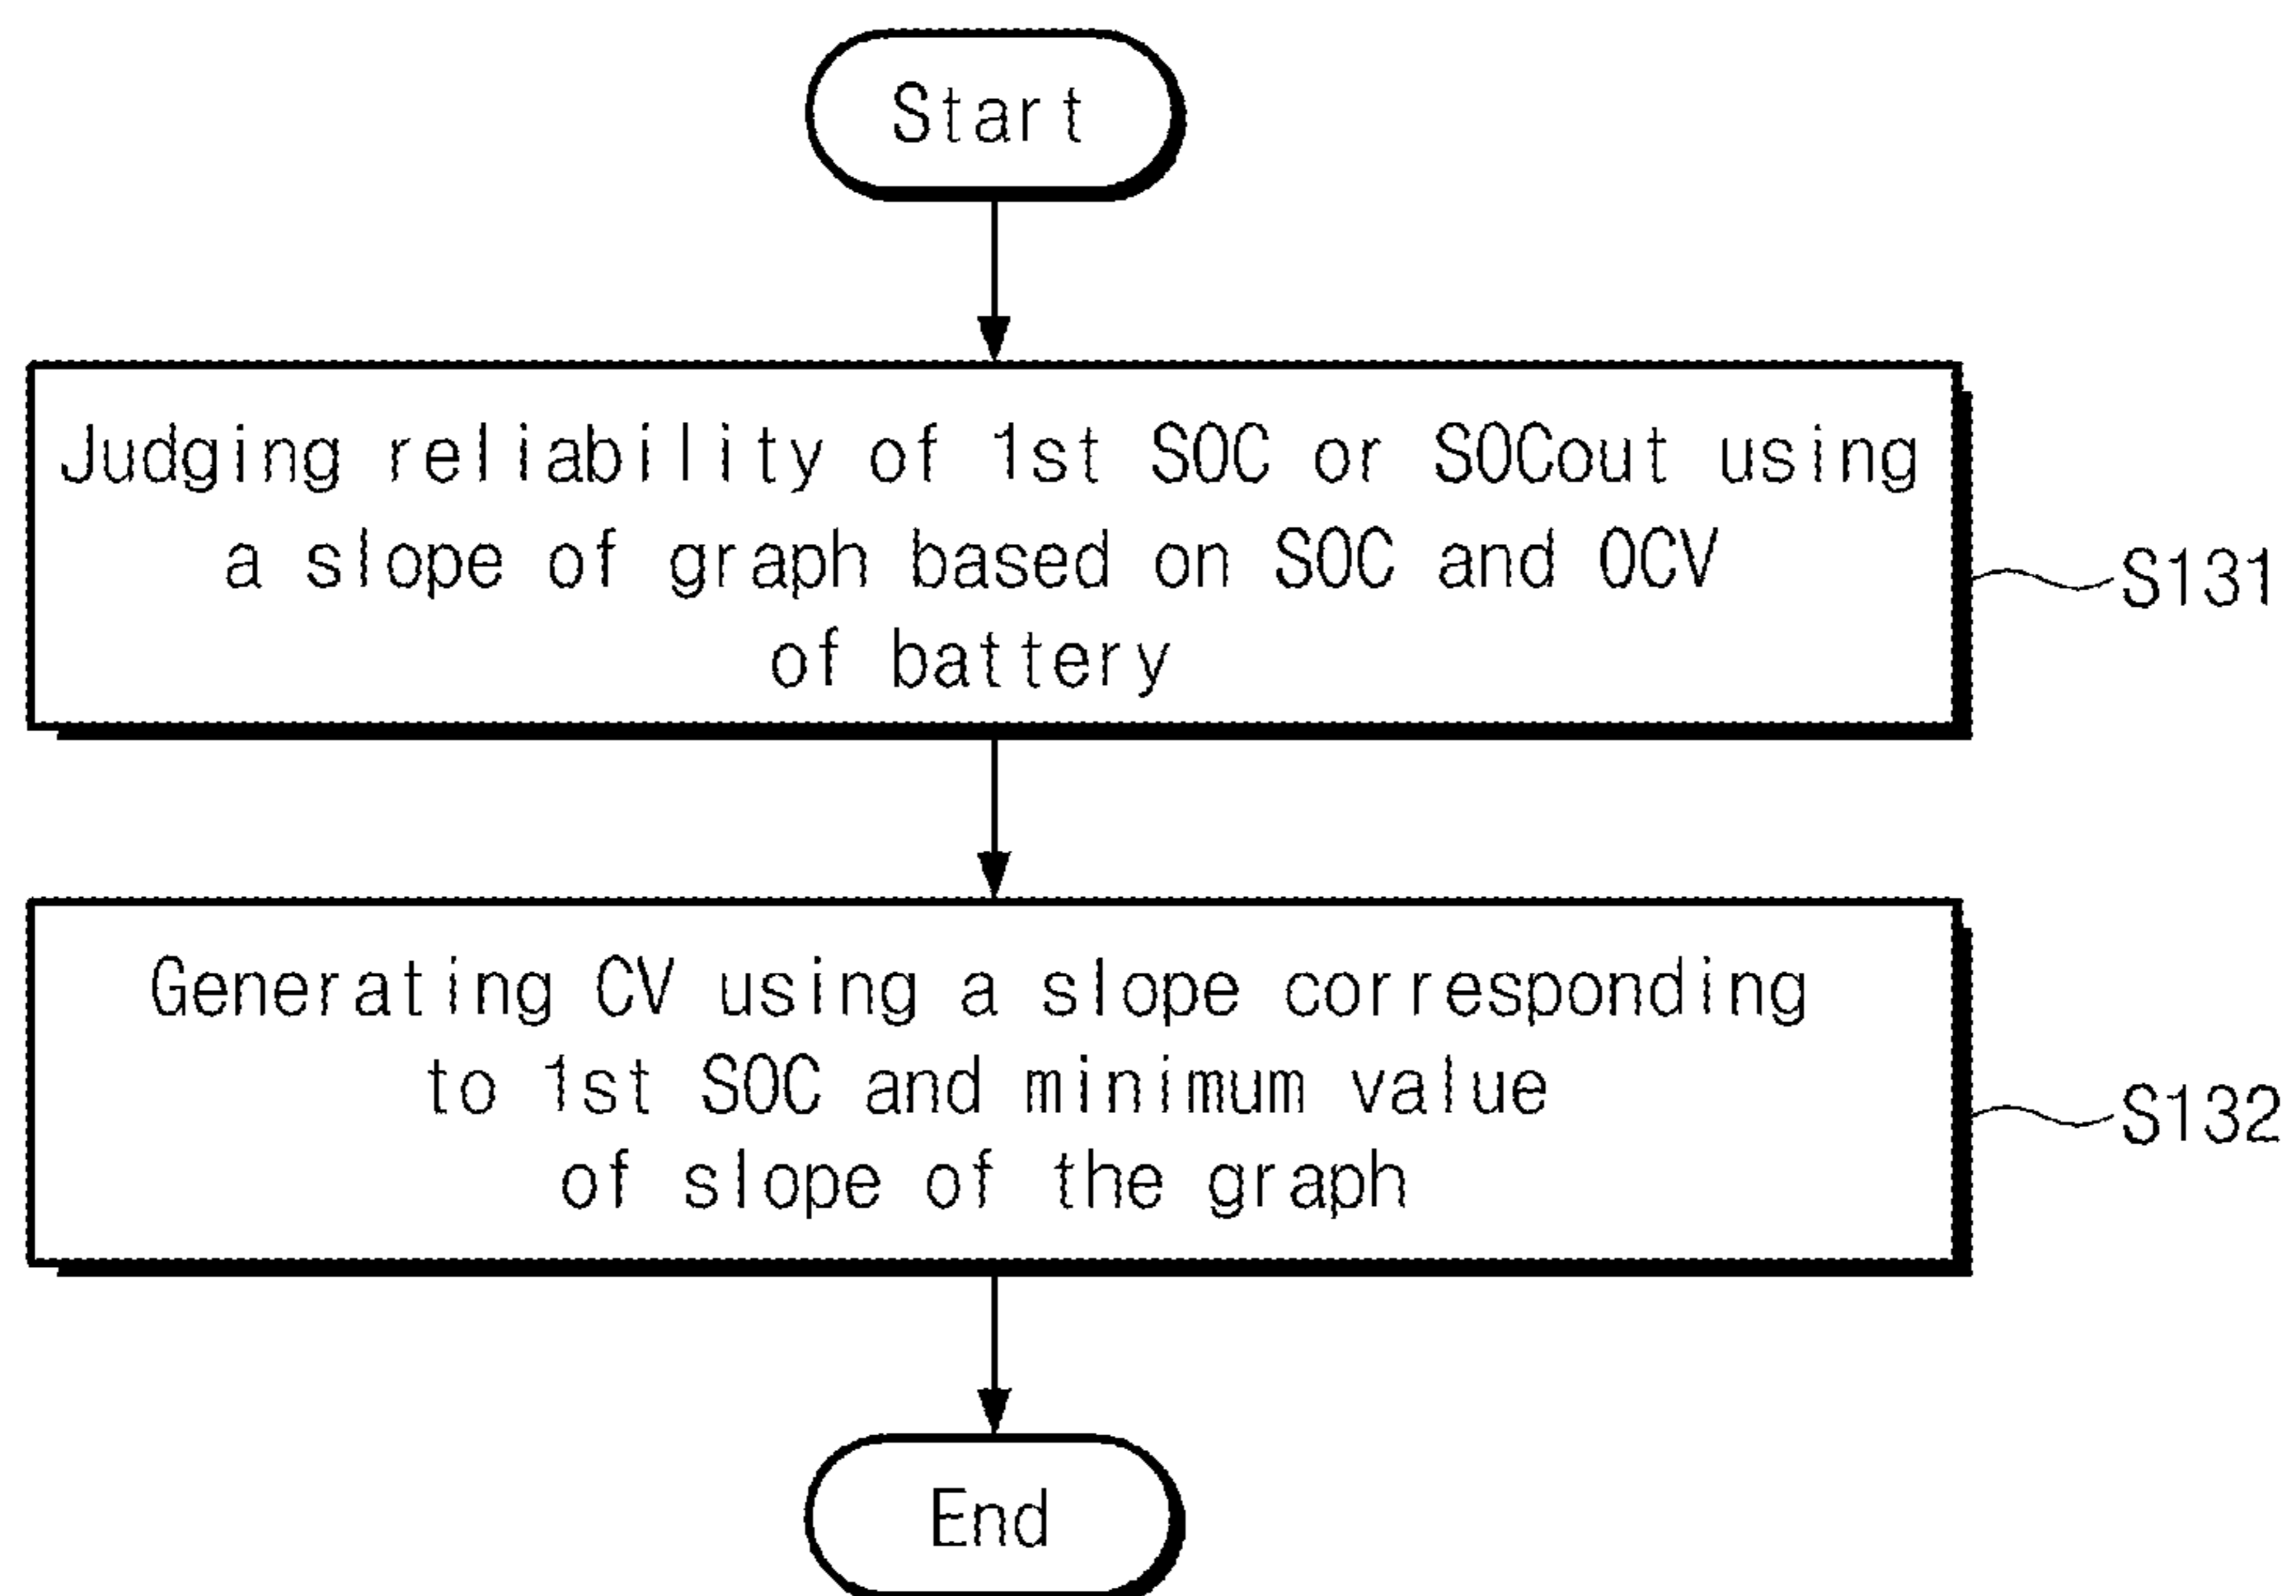 Start
Judging reliability of 1st SOC or SOCout using
a slope of graph based on SOC and OCV
of battery
S131
Generating CV using a slope corresponding
to 1st SOC and minimum value
of slope of the graph
S132
End